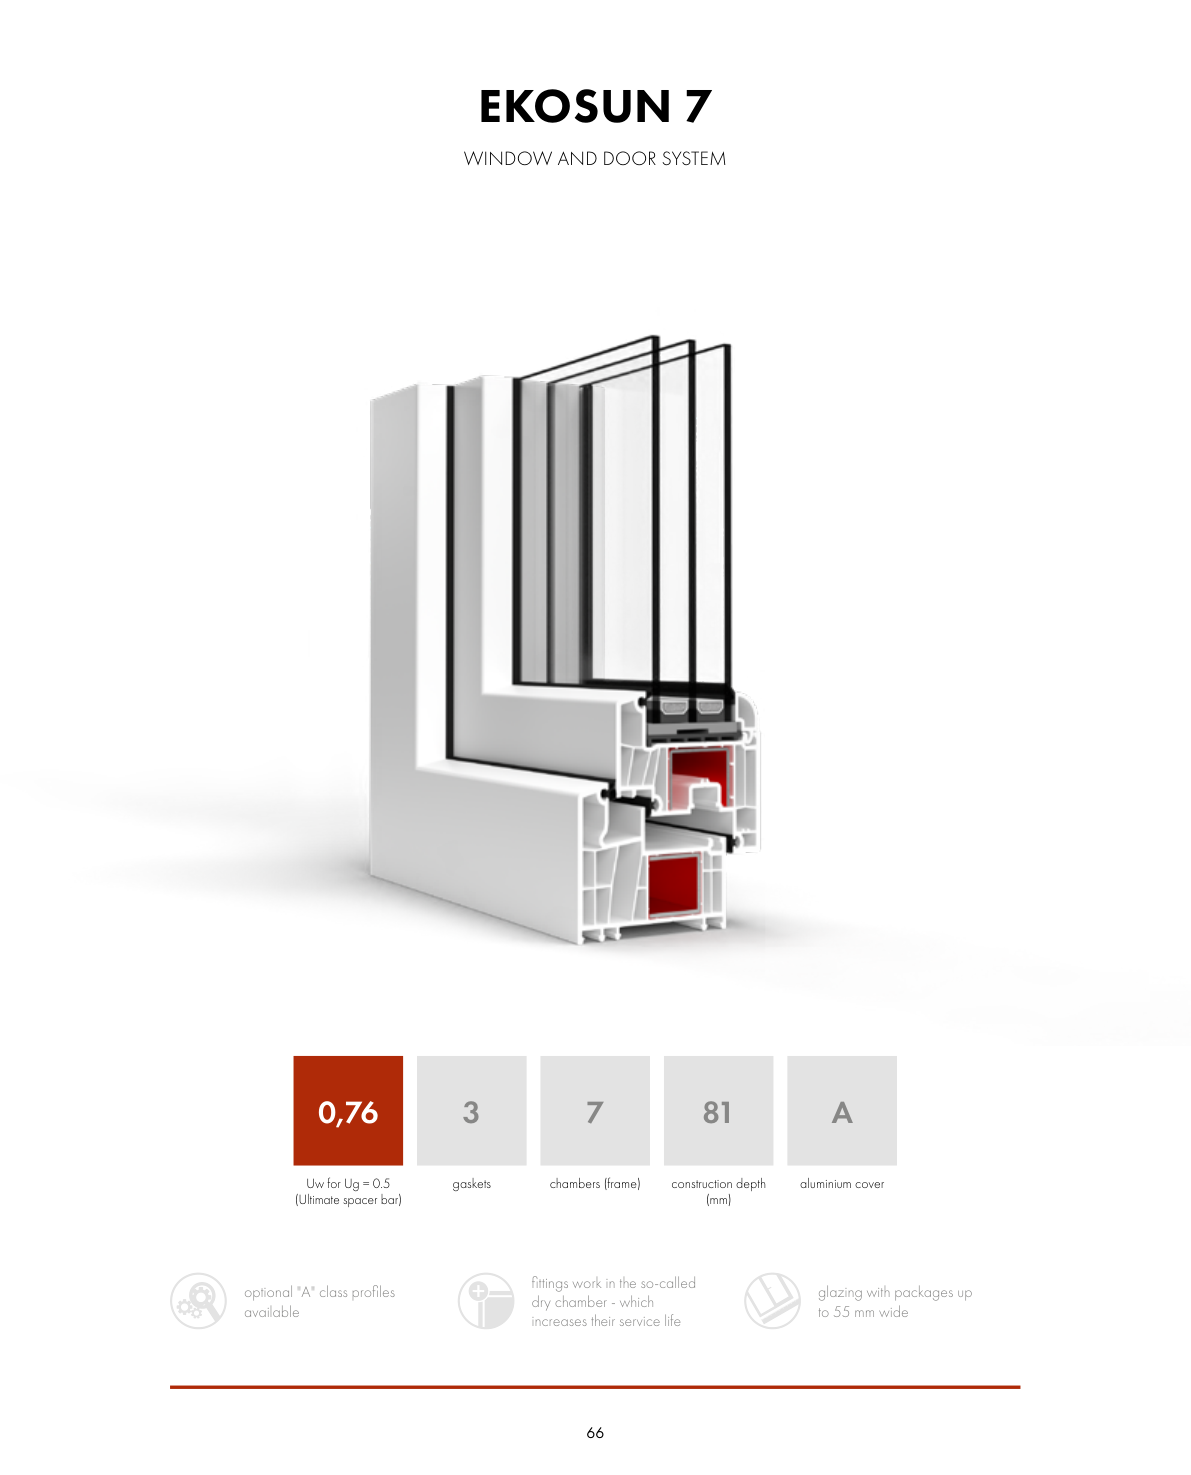 EKOSUN 7
WINDOW AND DOOR SYSTEM
0,76
3
7
81
A
Uw for Ug = 0.5
(Ultimate spacer bar)
gaskets
chambers (frame)
construction depth
(mm)
aluminium cover
optional "A" class profiles
available
fittings work in the so-called
dry chamber - which
increases their service life
glazing with packages up
to 55 mm wide
66